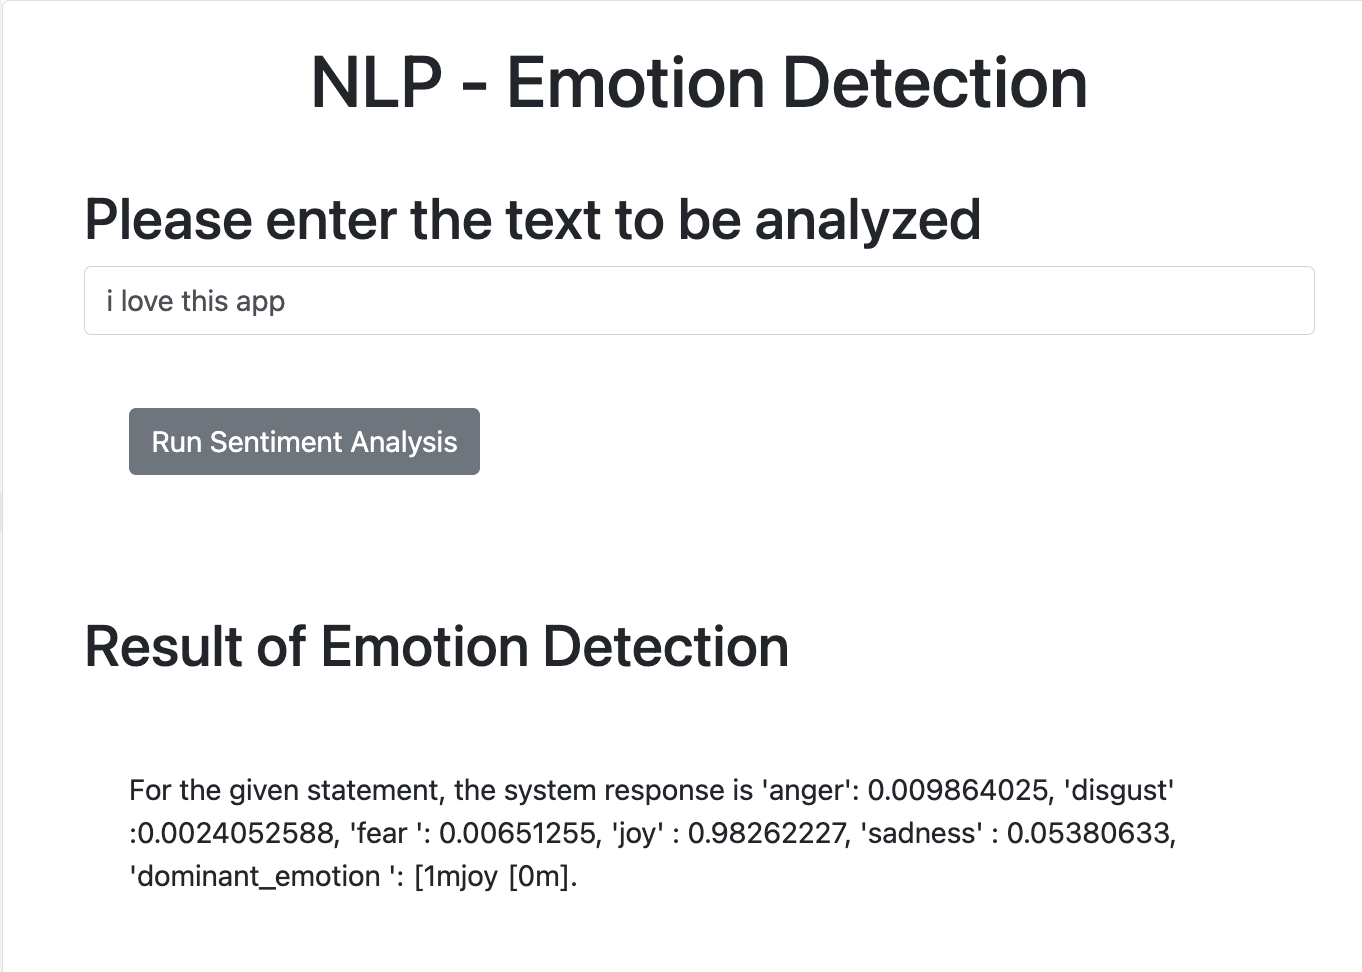 NLP - Emotion Detection
Please enter the text to be analyzed
i love this app
Run Sentiment Analysis
Result of Emotion Detection
For the given statement, the system response is 'anger': 0.009864025, 'disgust'
:0.0024052588, 'fear ': 0.00651255, 'joy' : 0.98262227, 'sadness' : 0.05380633,
'dominant_emotion ': [1mjoy [0m].